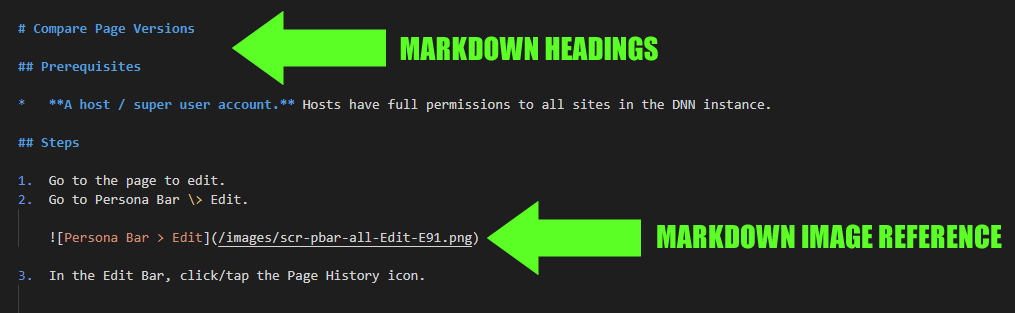 # Compare Page Versions
MARKDOWN HEADINGS
## Prerequisites
*   **A host / super user account.** Hosts have full permissions to all sites in the DNN instance.
## Steps
1.  Go to the page to edit.
2.  Go to Persona Bar \> Edit.
![Persona Bar > Edit](/images/scr-pbar-all-Edit-E91.png)
MARKDOWN IMAGE REFERENCE
3.  In the Edit Bar, click/tap the Page History icon.